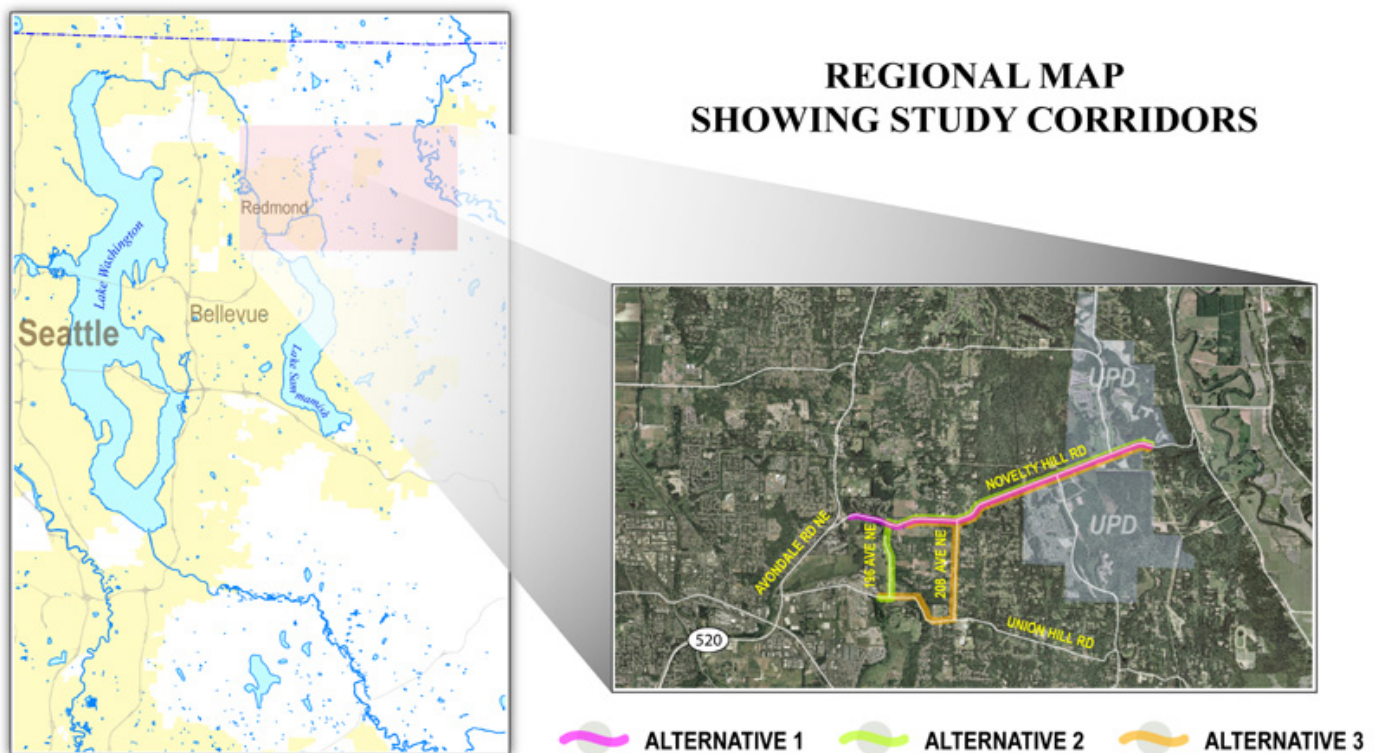 REGIONAL MAP
SHOWING STUDY CORRIDORS
Redmond
Lake Washington
Seattle
Bellevue
Lake Sammamish
UPD
NOVELTY HILL RD
UPD
AVONDALE RD NE
196 AVE NE
208 AVE NE
UNION HILL RD
520
ALTERNATIVE 1
ALTERNATIVE 2
ALTERNATIVE 3